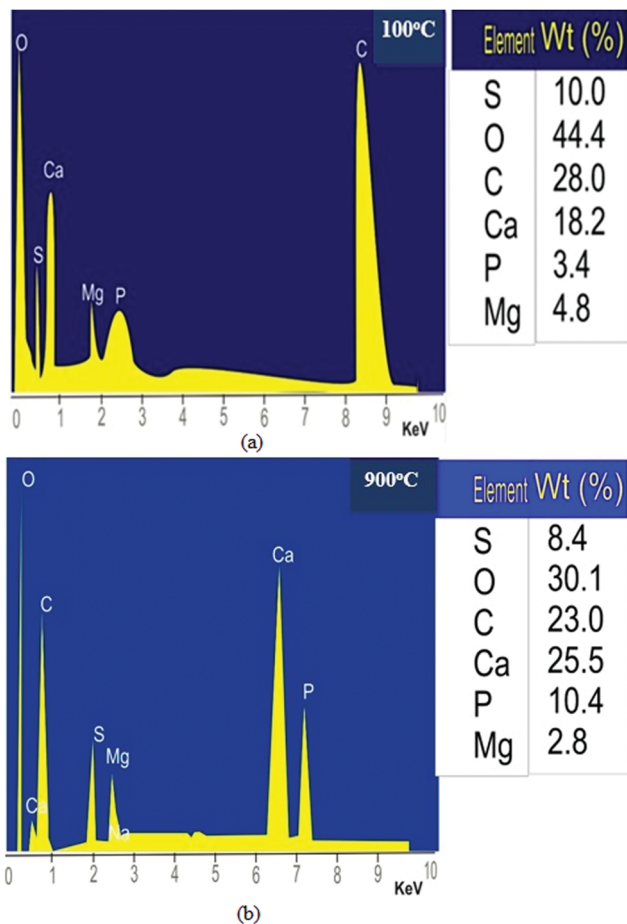 100°C
O
C
Ca
S
Mg
P
0 1 2 3 4 5 6 7 8 9 10
KeV
Element Wt (%)
S 10.0
O 44.4
C 28.0
Ca 18.2
P 3.4
Mg 4.8
(a)
900°C
O
Ca
C
P
S
Mg
Ca
Na
0 1 2 3 4 5 6 7 8 9 10
KeV
Element Wt (%)
S 8.4
O 30.1
C 23.0
Ca 25.5
P 10.4
Mg 2.8
(b)